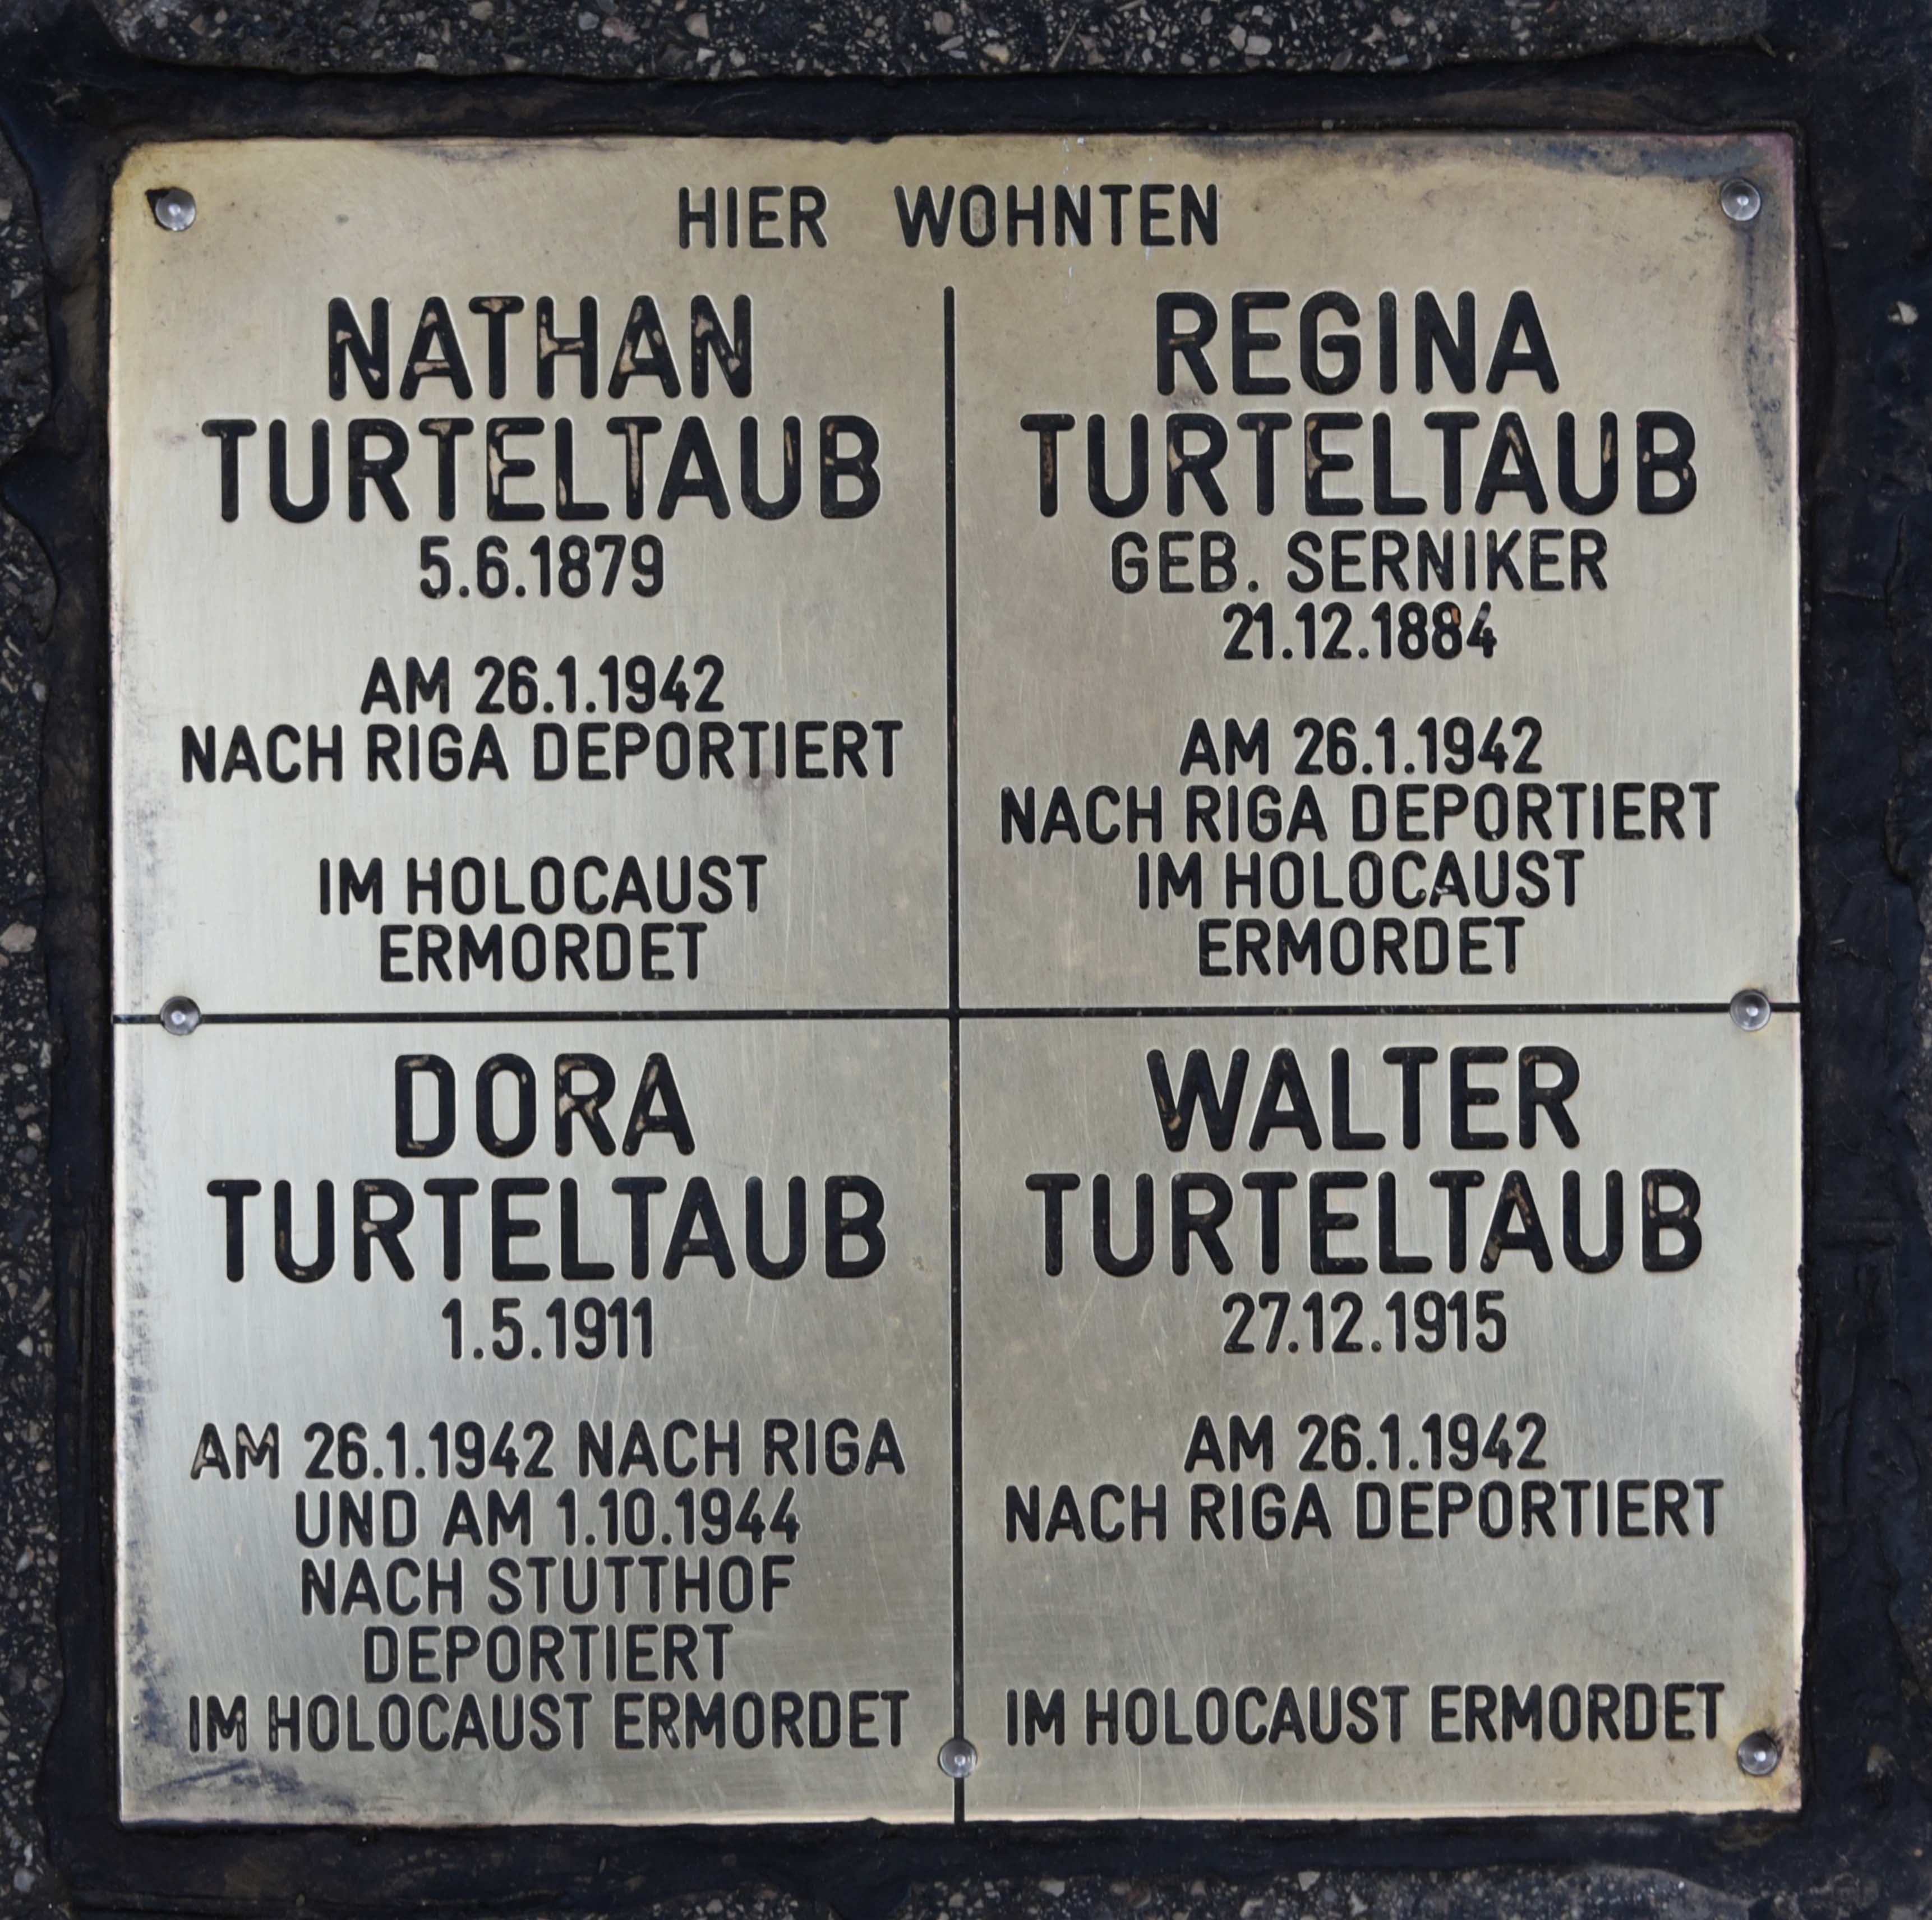 HIER WOHNTEN
NATHAN
TURTELTAUB
5.6.1879
AM 26.1.1942
NACH RIGA DEPORTIERT
IM HOLOCAUST
ERMORDET
REGINA
TURTELTAUB
GEB. SERNIKER
21.12.1884
AM 26.1.1942
NACH RIGA DEPORTIERT
IM HOLOCAUST
ERMORDET
DORA
TURTELTAUB
1.5.1911
AM 26.1.1942 NACH RIGA
UND AM 1.10.1944
NACH STUTTHOF
DEPORTIERT
IM HOLOCAUST ERMORDET
WALTER
TURTELTAUB
27.12.1915
AM 26.1.1942
NACH RIGA DEPORTIERT
IM HOLOCAUST ERMORDET